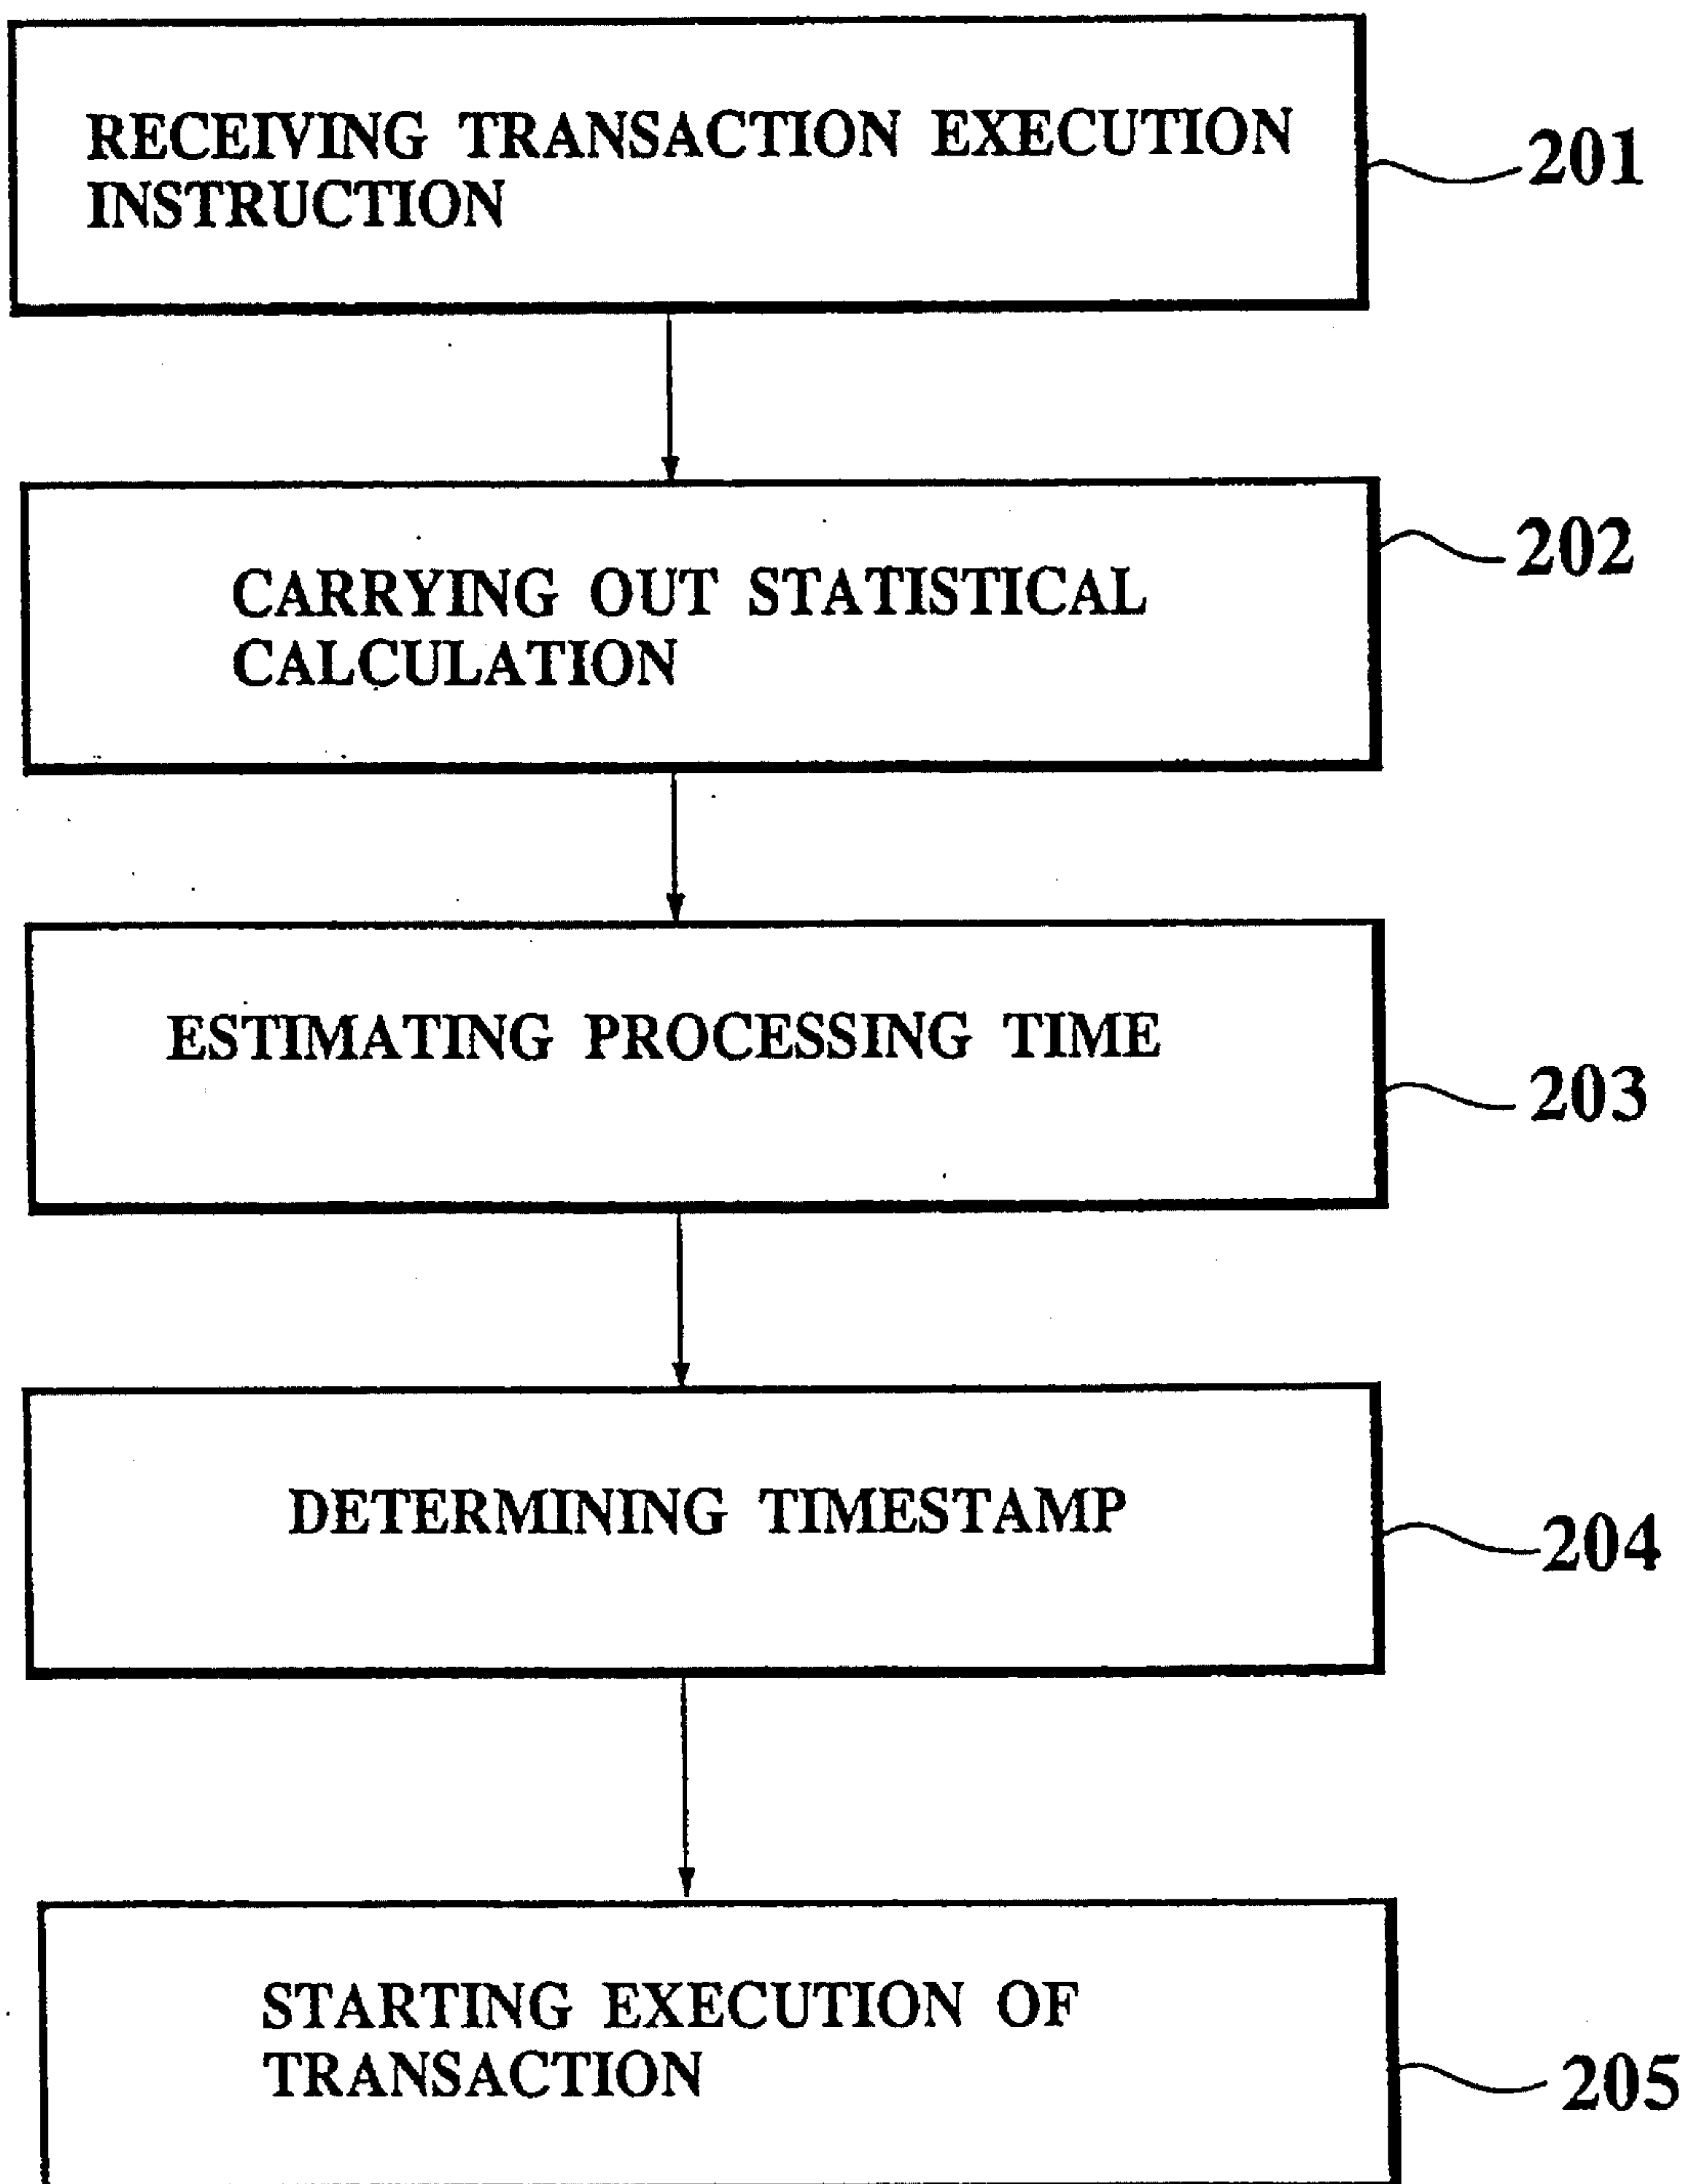 RECEIVING TRANSACTION EXECUTION
INSTRUCTION
201
CARRYING OUT STATISTICAL
CALCULATION
202
ESTIMATING PROCESSING TIME
203
DETERMINING TIMESTAMP
204
STARTING EXECUTION OF
TRANSACTION
205